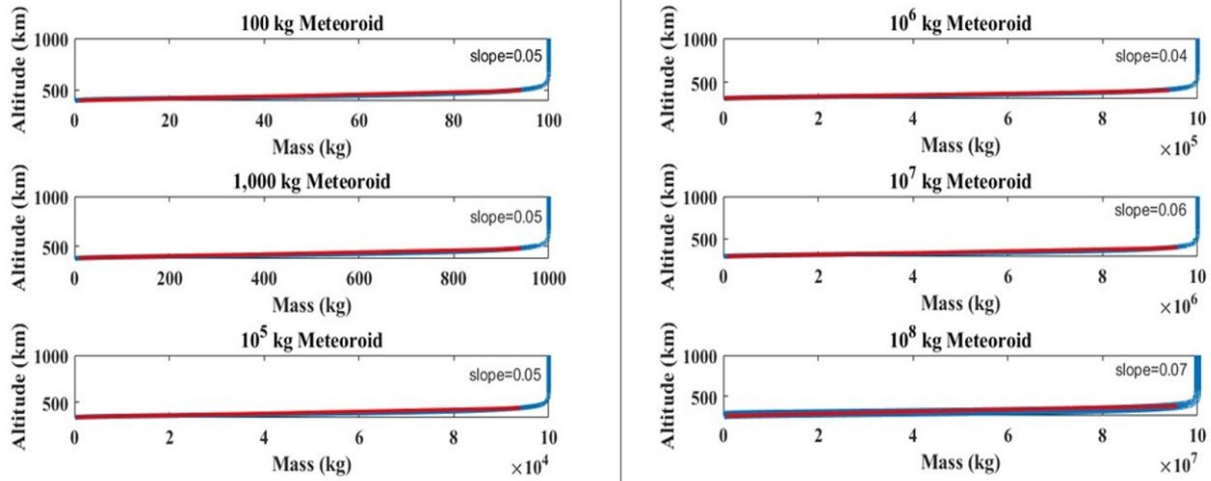 100 kg Meteoroid
Altitude (km)
1000
500
slope=0.05
0 20 40 60 80 100
Mass (kg)
1,000 kg Meteoroid
Altitude (km)
1000
500
slope=0.05
0 200 400 600 800 1000
Mass (kg)
10⁵ kg Meteoroid
Altitude (km)
1000
500
slope=0.05
0 2 4 6 8 10
Mass (kg) ×10⁴
10⁶ kg Meteoroid
Altitude (km)
1000
500
slope=0.04
0 2 4 6 8 10
Mass (kg) ×10⁵
10⁷ kg Meteoroid
Altitude (km)
1000
500
slope=0.06
0 2 4 6 8 10
Mass (kg) ×10⁶
10⁸ kg Meteoroid
Altitude (km)
1000
500
slope=0.07
0 2 4 6 8 10
Mass (kg) ×10⁷